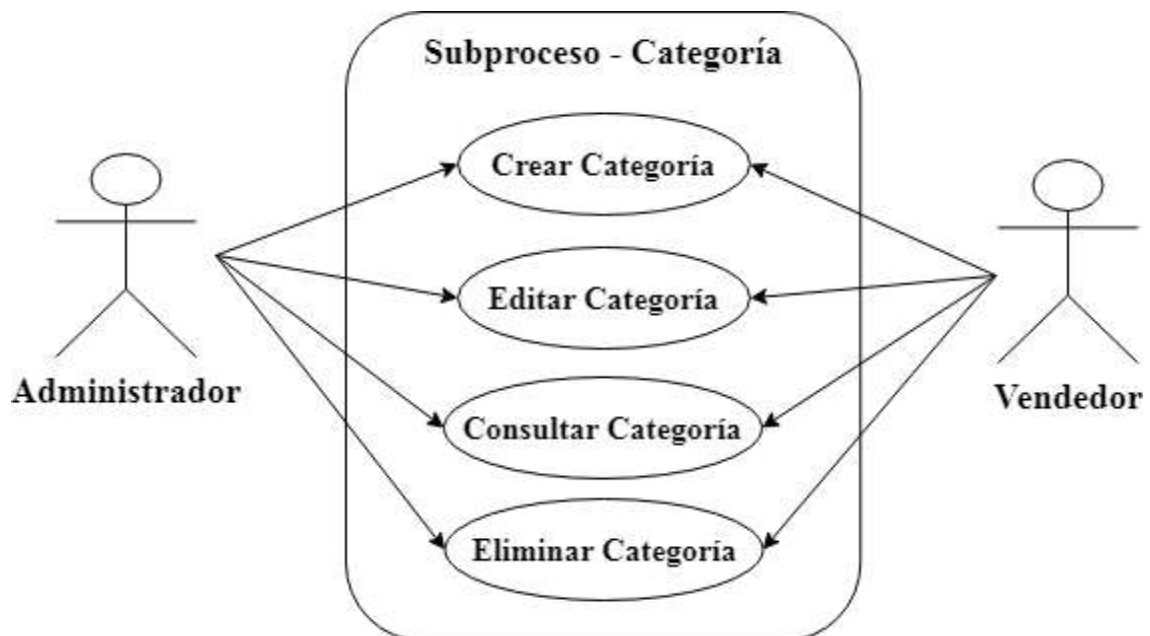 Subproceso - Categoría
Crear Categoría
Editar Categoría
Administrador
Vendedor
Consultar Categoría
Eliminar Categoría